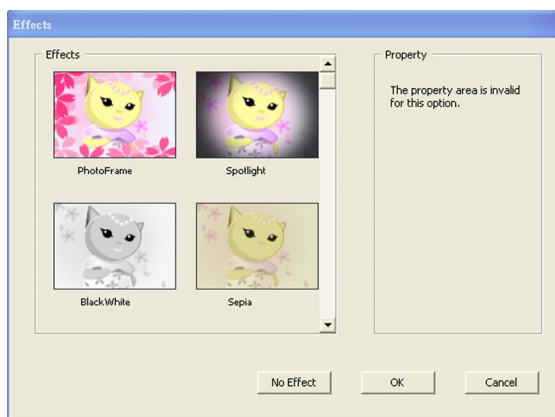 Effects
Effects
PhotoFrame
Spotlight
BlackWhite
Sepia
Property
The property area is invalid
for this option.
No Effect
OK
Cancel